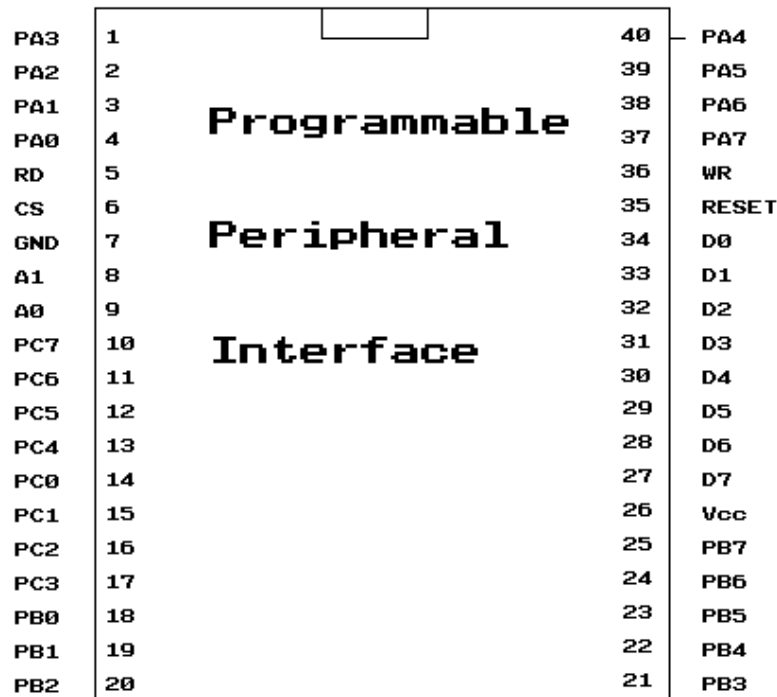 PA3 1 40 PA4
PA2 2 39 PA5
PA1 3 38 PA6
Programmable
PA0 4 37 PA7
RD 5 36 WR
CS 6 35 RESET
Peripheral
GND 7 34 D0
A1 8 33 D1
A0 9 32 D2
PC7 10 31 D3
Interface
PC6 11 30 D4
PC5 12 29 D5
PC4 13 28 D6
PC0 14 27 D7
PC1 15 26 Vcc
PC2 16 25 PB7
PC3 17 24 PB6
PB0 18 23 PB5
PB1 19 22 PB4
PB2 20 21 PB3